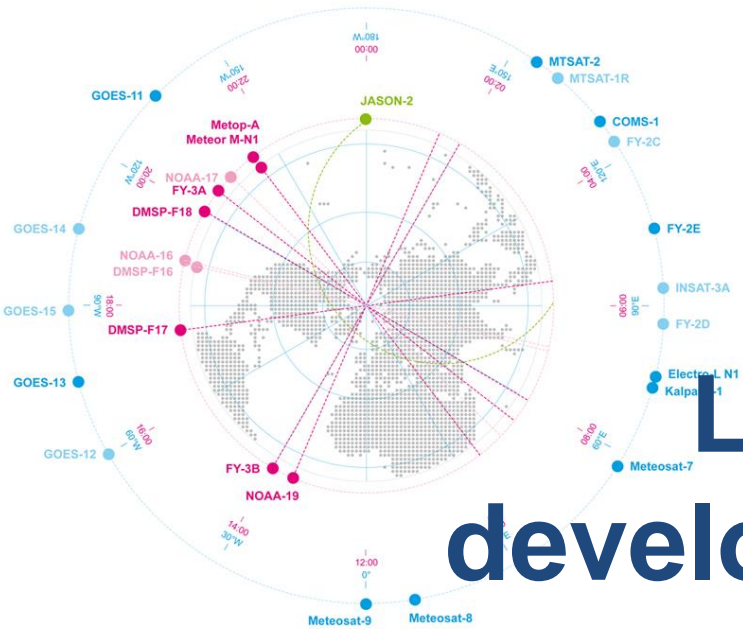 180°W
00:00
150°W
22:00
150°E
02:00
MTSAT-2
MTSAT-1R
GOES-11
JASON-2
COMS-1
FY-2C
Metop-A
Meteor M-N1
120°W
20:00
120°E
04:00
NOAA-17
FY-3A
DMSP-F18
GOES-14
FY-2E
NOAA-16
DMSP-F16
INSAT-3A
GOES-15
90°W
18:00
06:00
90°E
FY-2D
DMSP-F17
GOES-13
Electro-L N1
16:00
60°W
08:00
60°E
L
GOES-12
FY-3B
NOAA-19
Meteosat-7
14:00
30°W
develo
12:00
0°
Meteosat-9
Meteosat-8